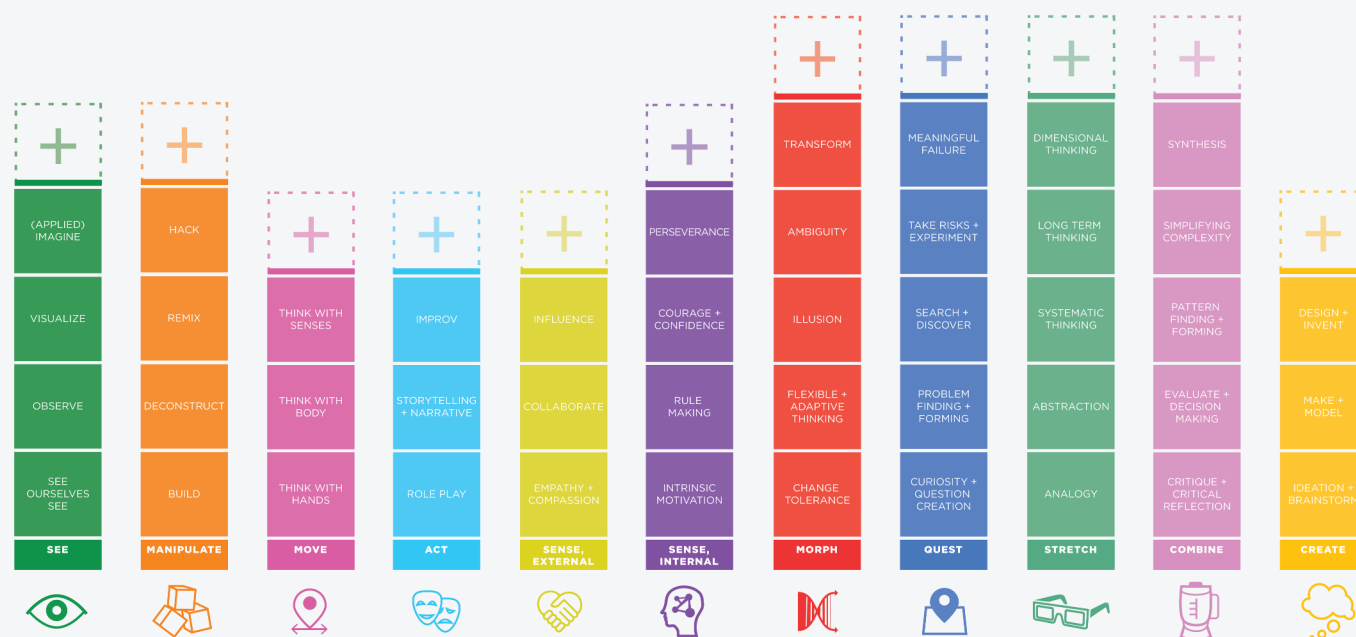 (APPLIED)
IMAGINE
VISUALIZE
OBSERVE
SEE
OURSELVES
SEE
SEE
HACK
REMIX
DECONSTRUCT
BUILD
MANIPULATE
THINK WITH
SENSES
THINK WITH
BODY
THINK WITH
HANDS
MOVE
IMPROV
STORYTELLING
+ NARRATIVE
ROLE PLAY
ACT
INFLUENCE
COLLABORATE
EMPATHY +
COMPASSION
SENSE,
EXTERNAL
PERSEVERANCE
COURAGE +
CONFIDENCE
RULE
MAKING
INTRINSIC
MOTIVATION
SENSE,
INTERNAL
TRANSFORM
AMBIGUITY
ILLUSION
FLEXIBLE +
ADAPTIVE
THINKING
CHANGE
TOLERANCE
MORPH
MEANINGFUL
FAILURE
TAKE RISKS +
EXPERIMENT
SEARCH +
DISCOVER
PROBLEM
FINDING +
FORMING
CURIOSITY +
QUESTION
CREATION
QUEST
DIMENSIONAL
THINKING
LONG TERM
THINKING
SYSTEMATIC
THINKING
ABSTRACTION
ANALOGY
STRETCH
SYNTHESIS
SIMPLIFYING
COMPLEXITY
PATTERN
FINDING +
FORMING
EVALUATE +
DECISION
MAKING
CRITIQUE +
CRITICAL
REFLECTION
COMBINE
DESIGN +
INVENT
MAKE +
MODEL
IDEATION +
BRAINSTORM
CREATE